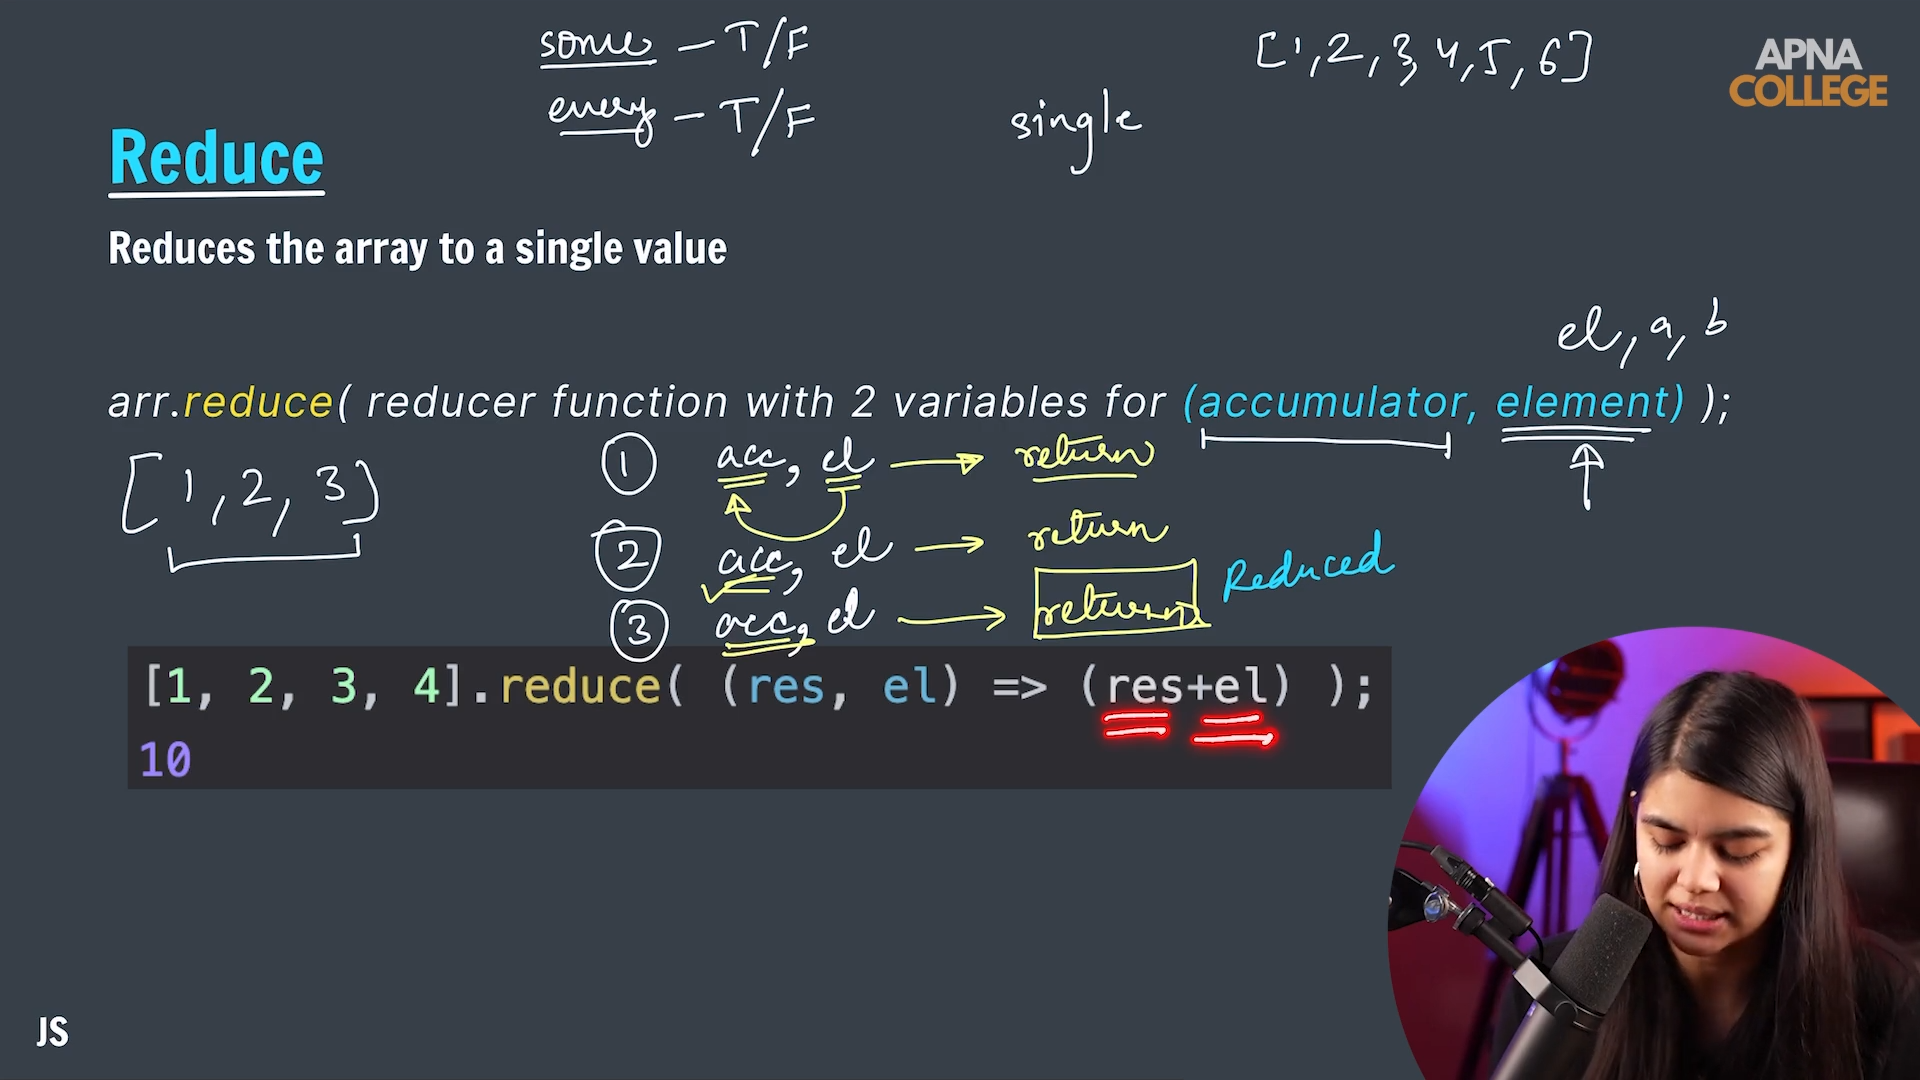 some – T/F
[1, 2, 3, 4, 5, 6]
APNA
COLLEGE
every – T/F
single
Reduce
Reduces the array to a single value
el, a, b
arr.reduce( reducer function with 2 variables for (accumulator, element) );
[1, 2, 3]
1 acc, el → return
2 acc, el → return
Reduced
3 acc, el → return
[1, 2, 3, 4].reduce( (res, el) => (res+el) );
10
JS